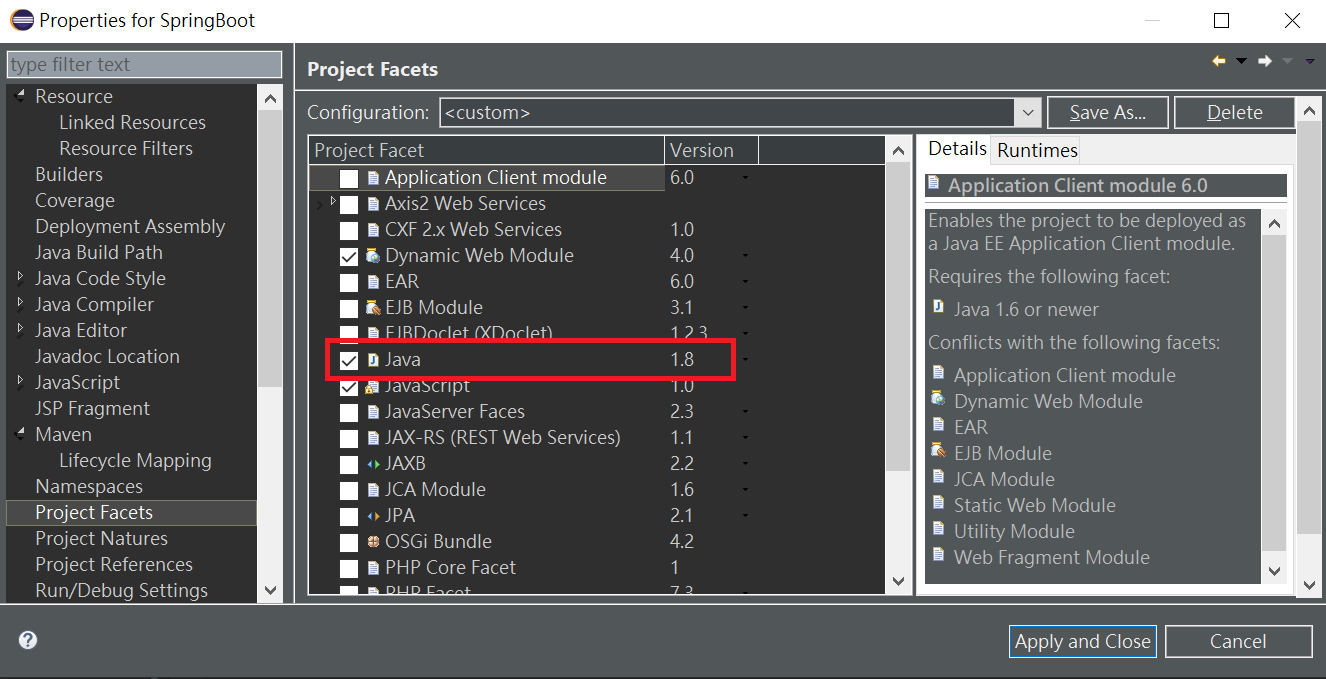 Properties for SpringBoot
type filter text
Resource
Linked Resources
Resource Filters
Builders
Coverage
Deployment Assembly
Java Build Path
Java Code Style
Java Compiler
Java Editor
Javadoc Location
JavaScript
JSP Fragment
Maven
Lifecycle Mapping
Namespaces
Project Facets
Project Natures
Project References
Run/Debug Settings
Project Facets
Configuration: <custom> Save As... Delete
Project Facet Version
Application Client module 6.0
Axis2 Web Services
CXF 2.x Web Services 1.0
Dynamic Web Module 4.0
EAR 6.0
EJB Module 3.1
EJBDoclet (XDoclet) 1.2.3
Java 1.8
JavaScript 1.0
JavaServer Faces 2.3
JAX-RS (REST Web Services) 1.1
JAXB 2.2
JCA Module 1.6
JPA 2.1
OSGi Bundle 4.2
PHP Core Facet 1
PHP Facet 7.3
Details Runtimes
Application Client module 6.0
Enables the project to be deployed as
a Java EE Application Client module.
Requires the following facet:
Java 1.6 or newer
Conflicts with the following facets:
Application Client module
Dynamic Web Module
EAR
EJB Module
JCA Module
Static Web Module
Utility Module
Web Fragment Module
Apply and Close Cancel